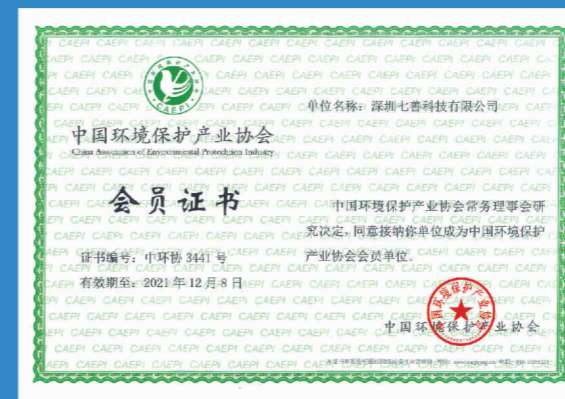 CAEPI
中国环境保护产业协会
China Association of Environmental Protection Industry
会员证书
证书编号：中环协 3441 号
有效期至：2021 年 12 月 8 日
单位名称：深圳七善科技有限公司
中国环境保护产业协会常务理事会研
究决定，同意接纳你单位成为中国环境保护
产业协会会员单位。
中国环境保护产业协会